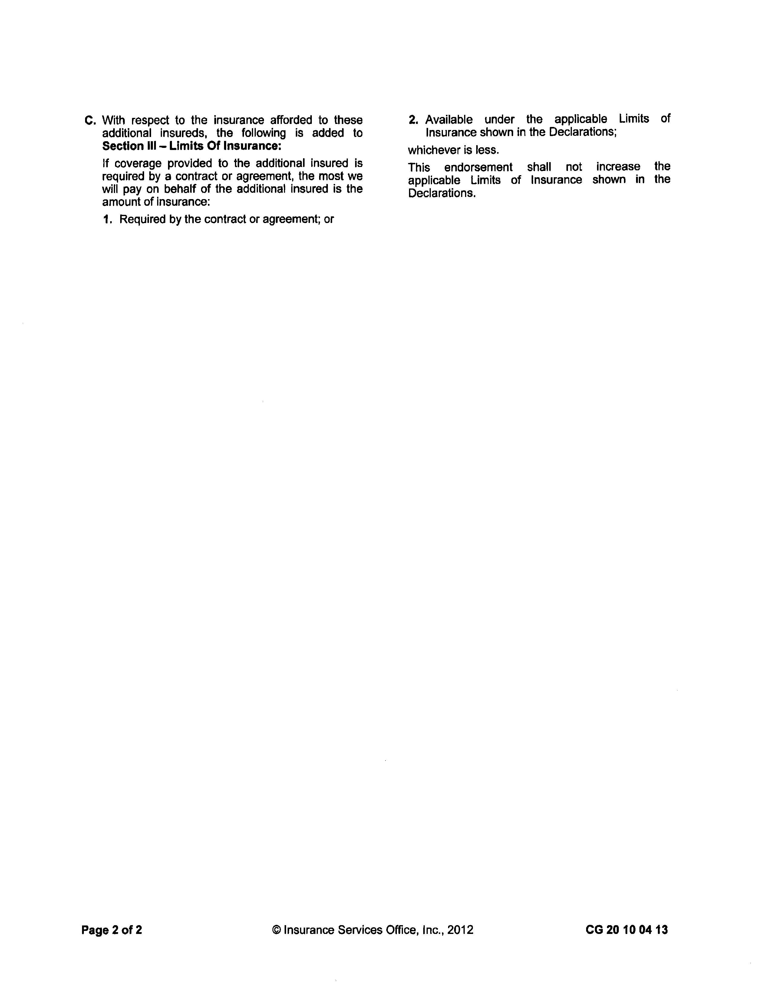 C. With respect to the insurance afforded to these
additional insureds, the following is added to
Section III – Limits Of Insurance:
If coverage provided to the additional insured is
required by a contract or agreement, the most we
will pay on behalf of the additional insured is the
amount of insurance:
1. Required by the contract or agreement; or
2. Available under the applicable Limits of
Insurance shown in the Declarations;
whichever is less.
This endorsement shall not increase the
applicable Limits of Insurance shown in the
Declarations.
Page 2 of 2
© Insurance Services Office, Inc., 2012
CG 20 10 04 13